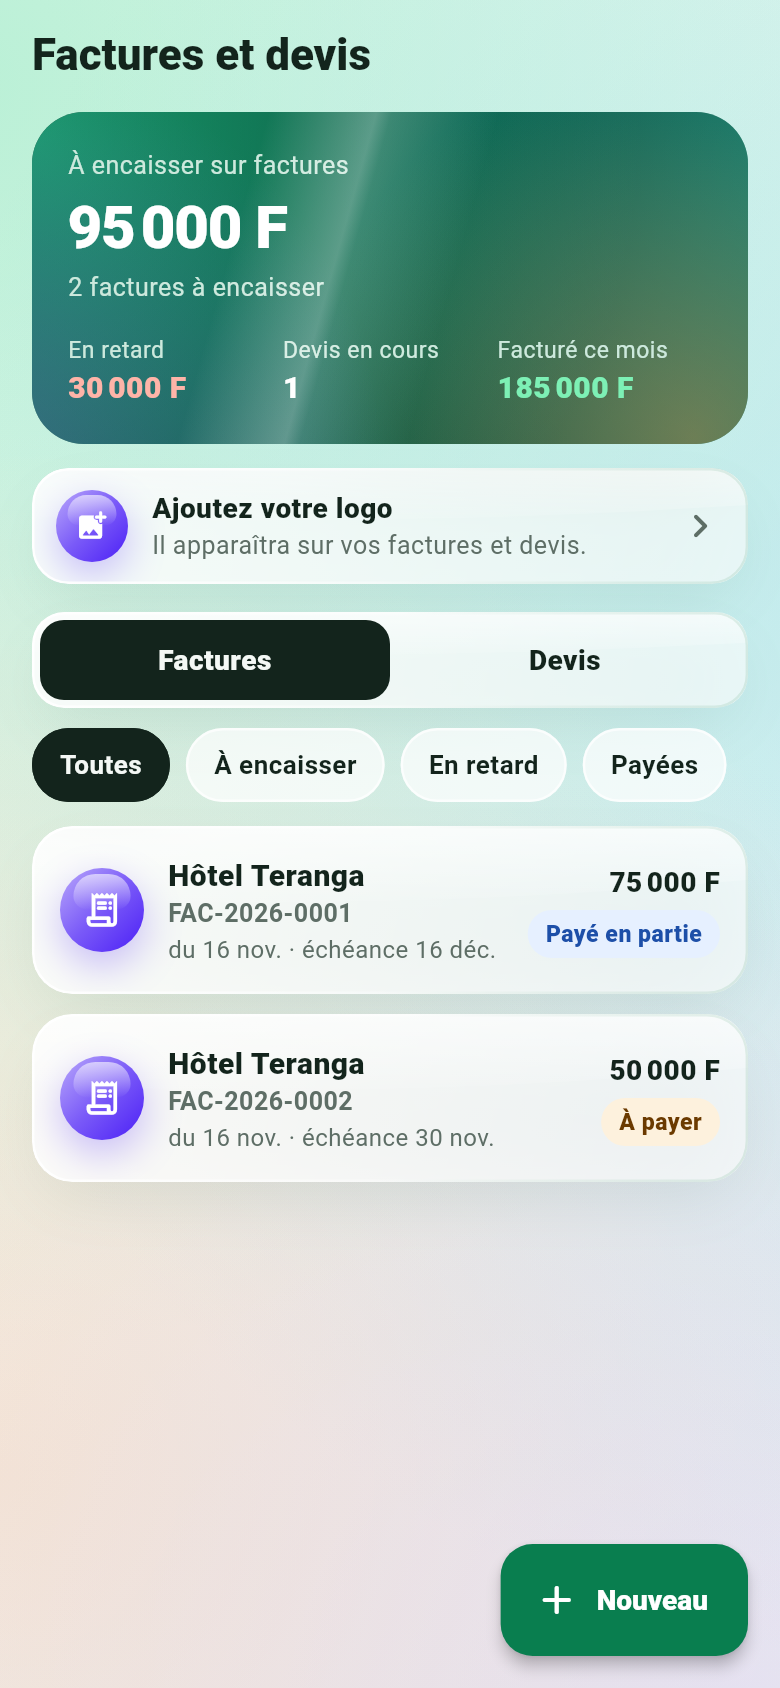 Factures et devis
À encaisser sur factures
95 000 F
2 factures à encaisser
En retard
30 000 F
Devis en cours
1
Facturé ce mois
185 000 F
Ajoutez votre logo
Il apparaîtra sur vos factures et devis.
Factures
Devis
Toutes
À encaisser
En retard
Payées
Hôtel Teranga
FAC-2026-0001
du 16 nov. · échéance 16 déc.
75 000 F
Payé en partie
Hôtel Teranga
FAC-2026-0002
du 16 nov. · échéance 30 nov.
50 000 F
À payer
Nouveau